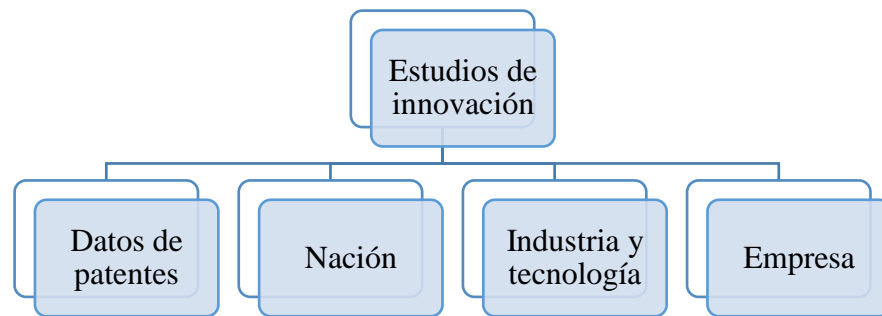 Estudios de
innovación
Datos de
patentes
Nación
Industria y
tecnología
Empresa